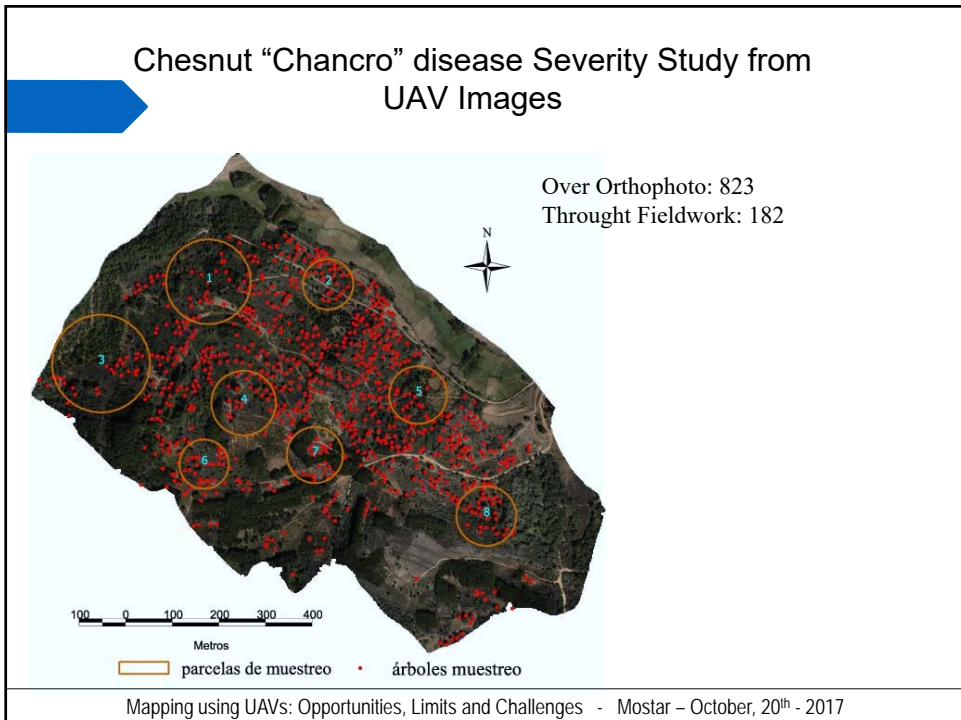 Chesnut “Chancro” disease Severity Study from
UAV Images
Over Orthophoto: 823
Throught Fieldwork: 182
N
1
2
3
4
5
6
7
8
100 0 100 200 300 400
Metros
parcelas de muestreo
árboles muestreo
Mapping using UAVs: Opportunities, Limits and Challenges - Mostar – October, 20th - 2017